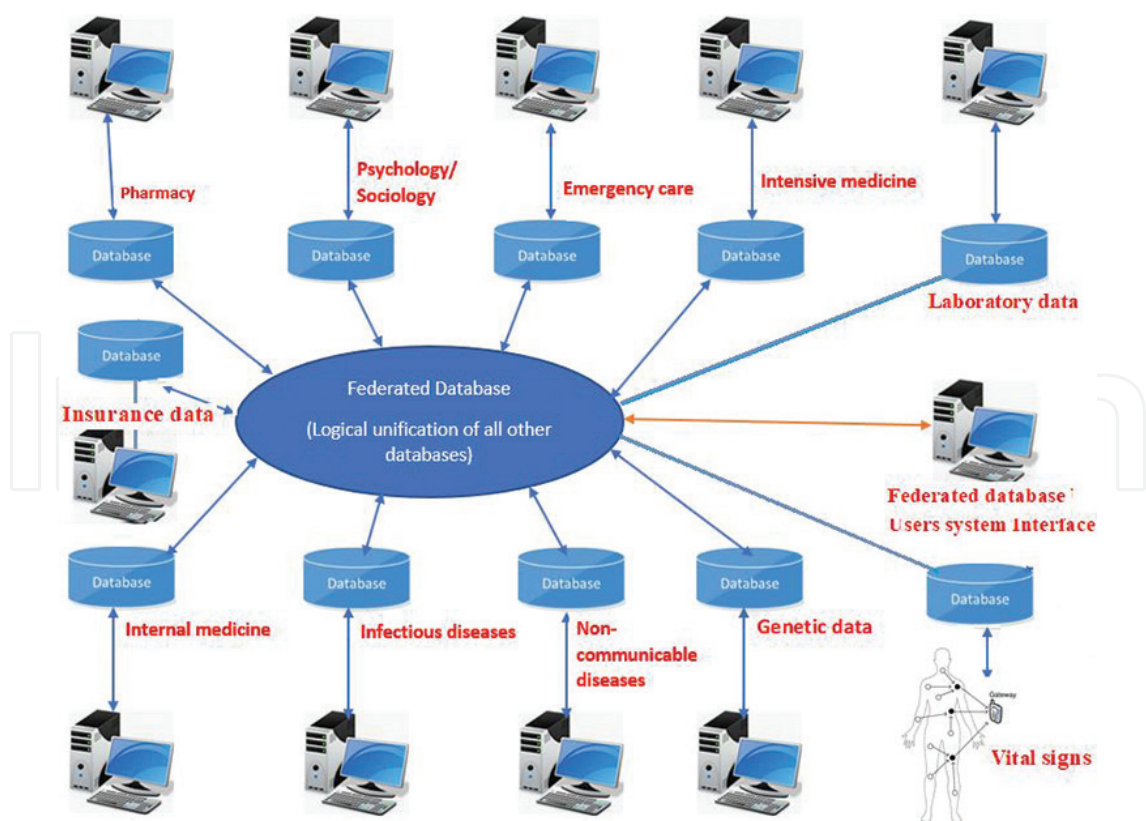 Pharmacy
Psychology/
Sociology
Emergency care
Intensive medicine
Database
Database
Database
Database
Database
Laboratory data
Database
Insurance data
Federated Database
(Logical unification of all other
databases)
Federated database
Users system Interface
Database
Database
Database
Database
Database
Internal medicine
Infectious diseases
Non-
communicable
diseases
Genetic data
Gateway
Vital signs